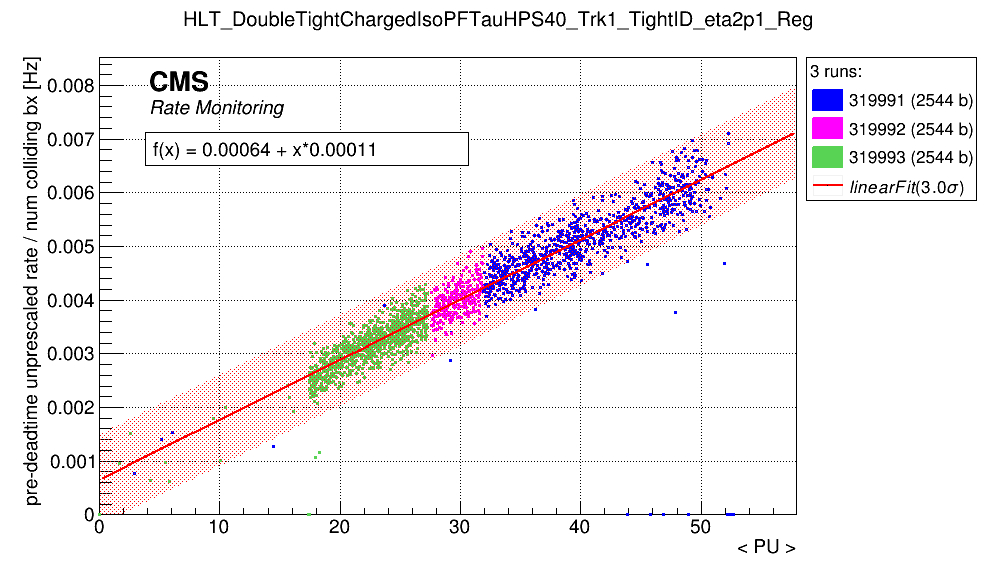 HLT_DoubleTightChargedIsoPFTauHPS40_Trk1_TightID_eta2p1_Reg
pre-deadtime unprescaled rate / num colliding bx [Hz]
0.008
0.007
0.006
0.005
0.004
0.003
0.002
0.001
0
CMS
Rate Monitoring
f(x) = 0.00064 + x*0.00011
3 runs:
319991 (2544 b)
319992 (2544 b)
319993 (2544 b)
linearFit(3.0σ)
0 10 20 30 40 50
< PU >